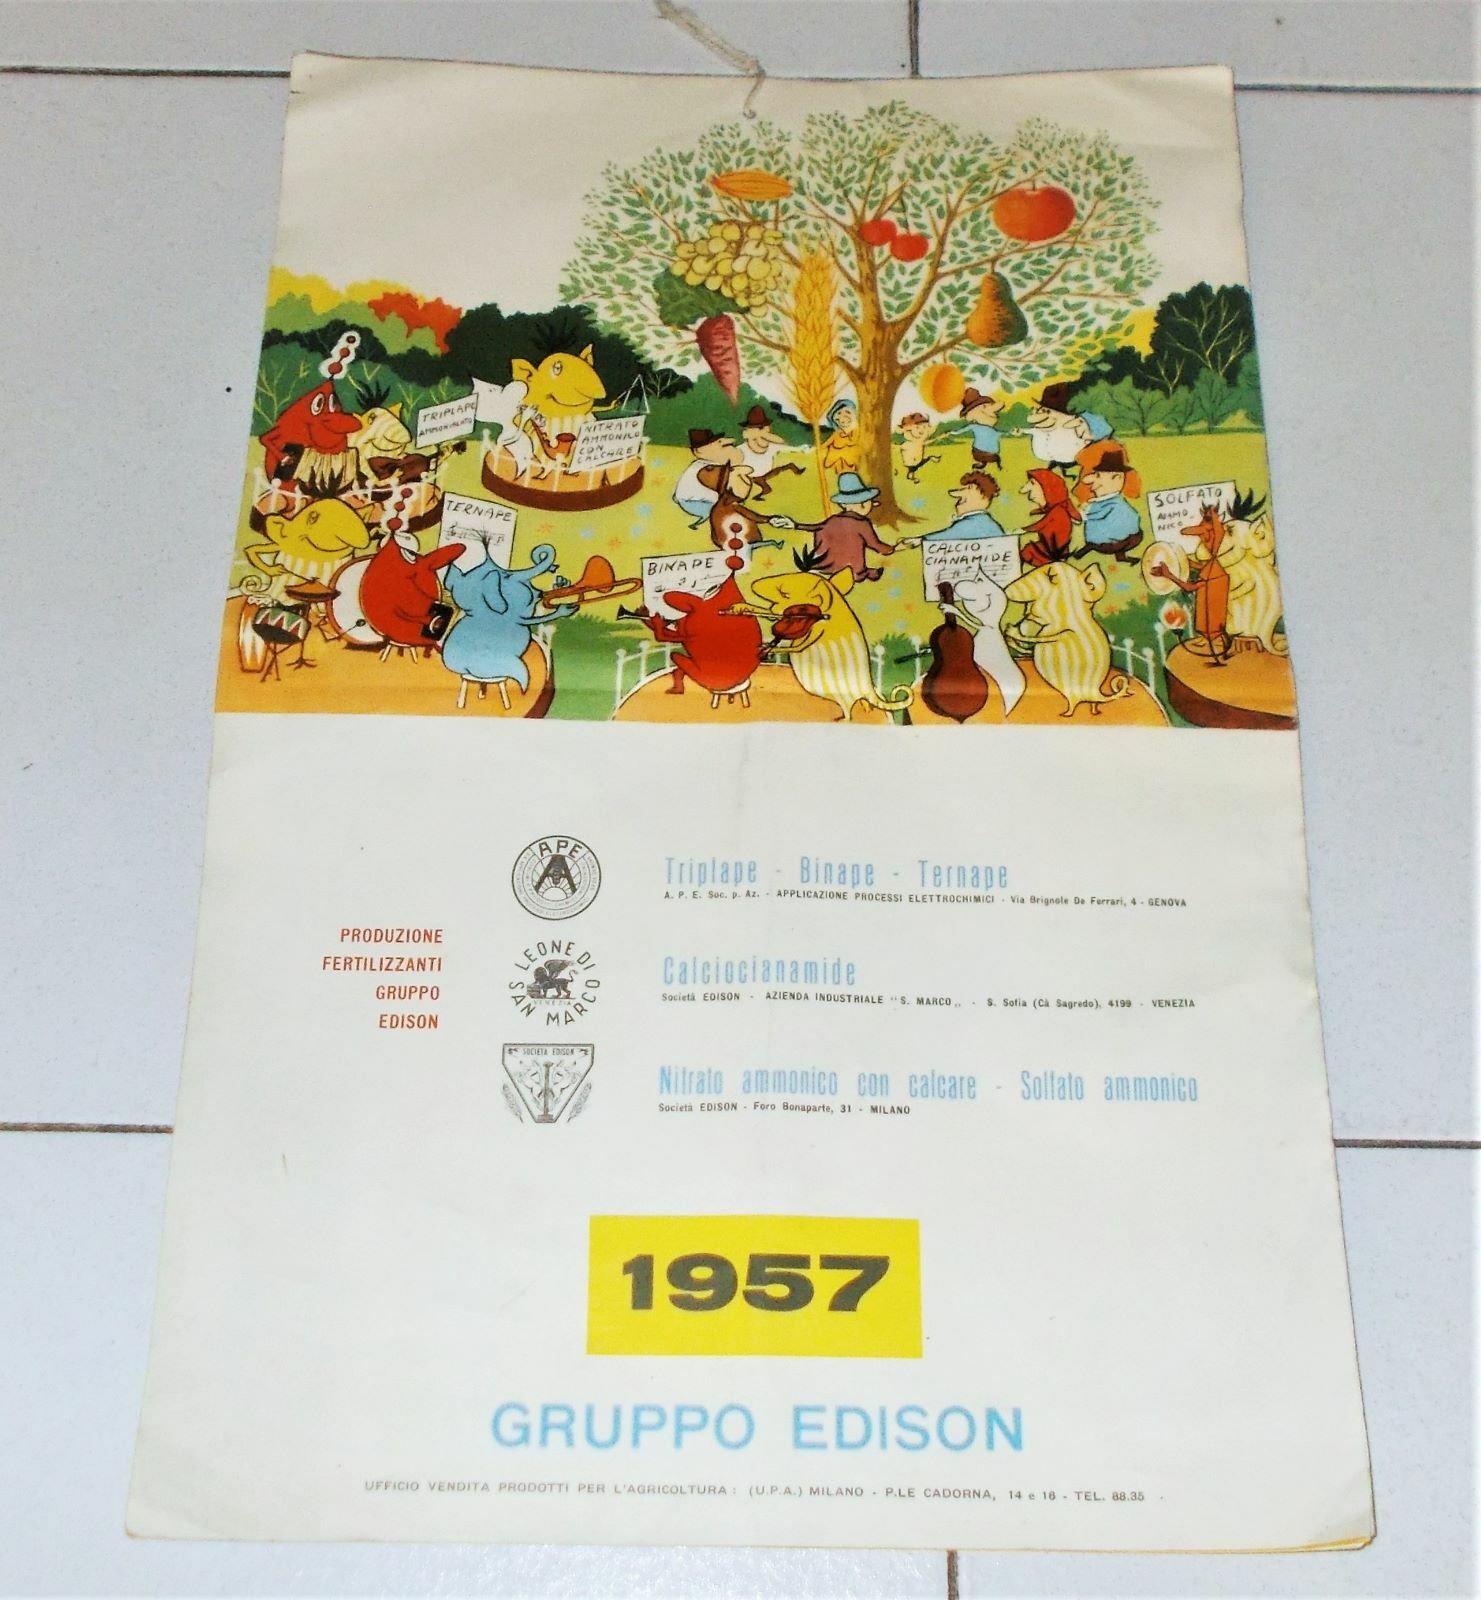 TRIPLAPE
AMMONICATO
NITRATO
AMMONICO
CON
CALCARE
TERNAPE
BINAPE
CALCIO-
CIANAMIDE
SOLFATO
AMMO_
NICO
PRODUZIONE
FERTILIZZANTI
GRUPPO
EDISON
APE
A
Triplape - Binape - Ternape
A. P. E. Soc. p. Az. - APPLICAZIONE PROCESSI ELETTROCHIMICI - Via Brignole De Ferrari, 4 - GENOVA
LEONE DI
SAN MARCO
VENEZIA
Calciocianamide
Società EDISON - AZIENDA INDUSTRIALE "S. MARCO„ - S. Sofia (Cà Sagredo), 4199 - VENEZIA
SOCIETÀ EDISON
Nitrato ammonico con calcare - Solfato ammonico
Società EDISON - Foro Bonaparte, 31 - MILANO
1957
GRUPPO EDISON
UFFICIO VENDITA PRODOTTI PER L'AGRICOLTURA : (U.P.A.) MILANO - P.LE CADORNA, 14 e 16 - TEL. 88.35